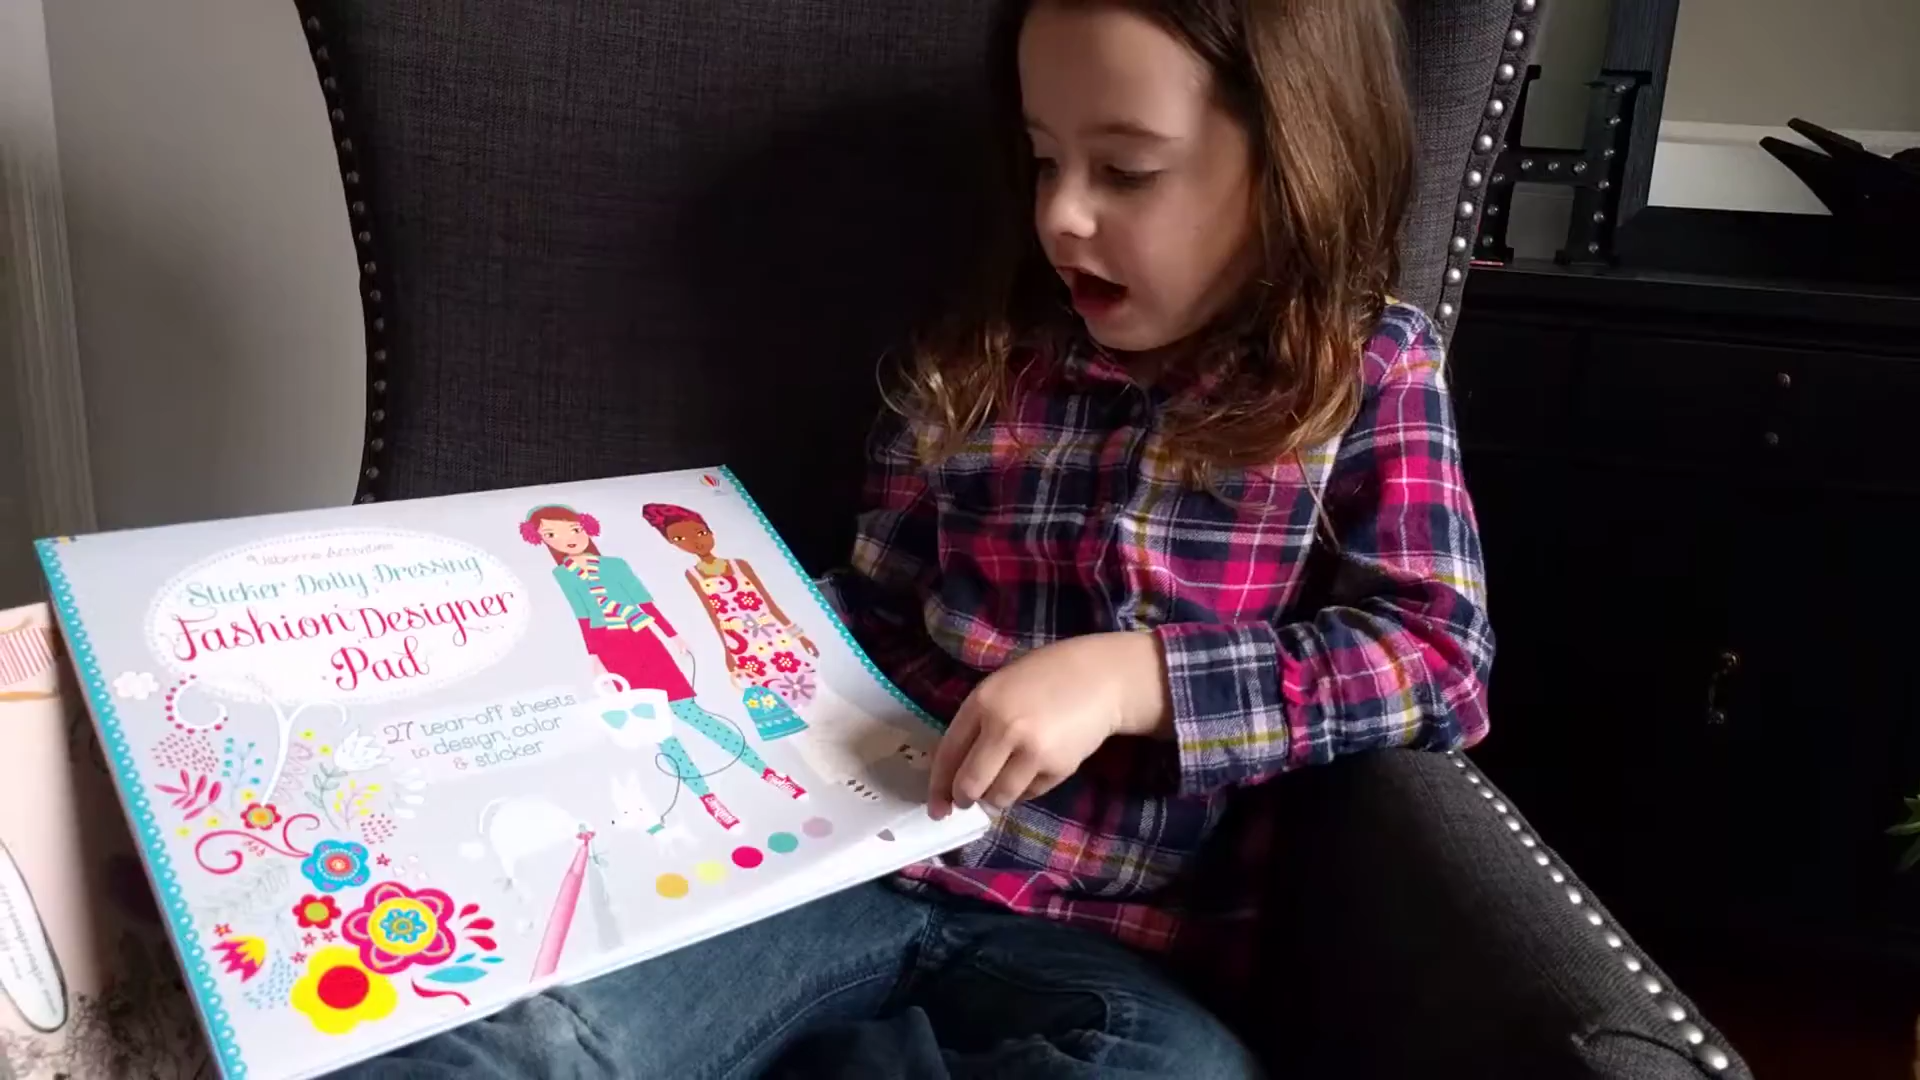 Usborne Activities
Sticker Dolly Dressing
Fashion Designer
Pad
27 tear-off sheets
to design, color
& sticker
H